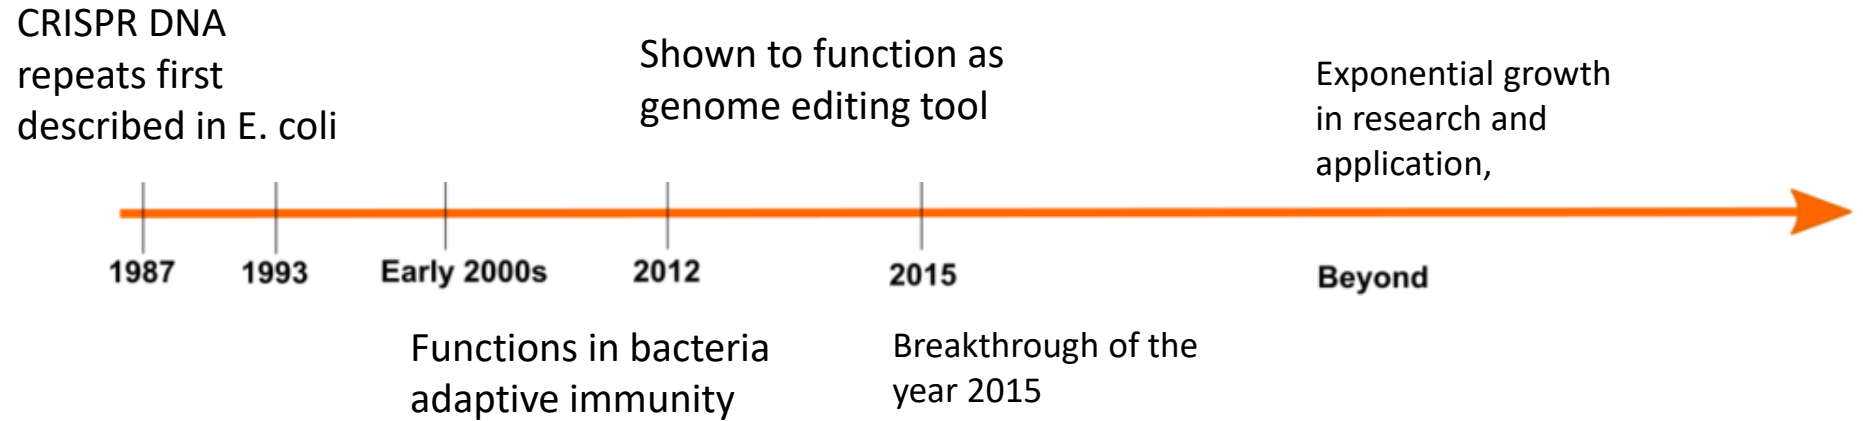 CRISPR DNA
repeats first
described in E. coli
Shown to function as
genome editing tool
Exponential growth
in research and
application,
1987
1993
Early 2000s
2012
2015
Beyond
Functions in bacteria
adaptive immunity
Breakthrough of the
year 2015